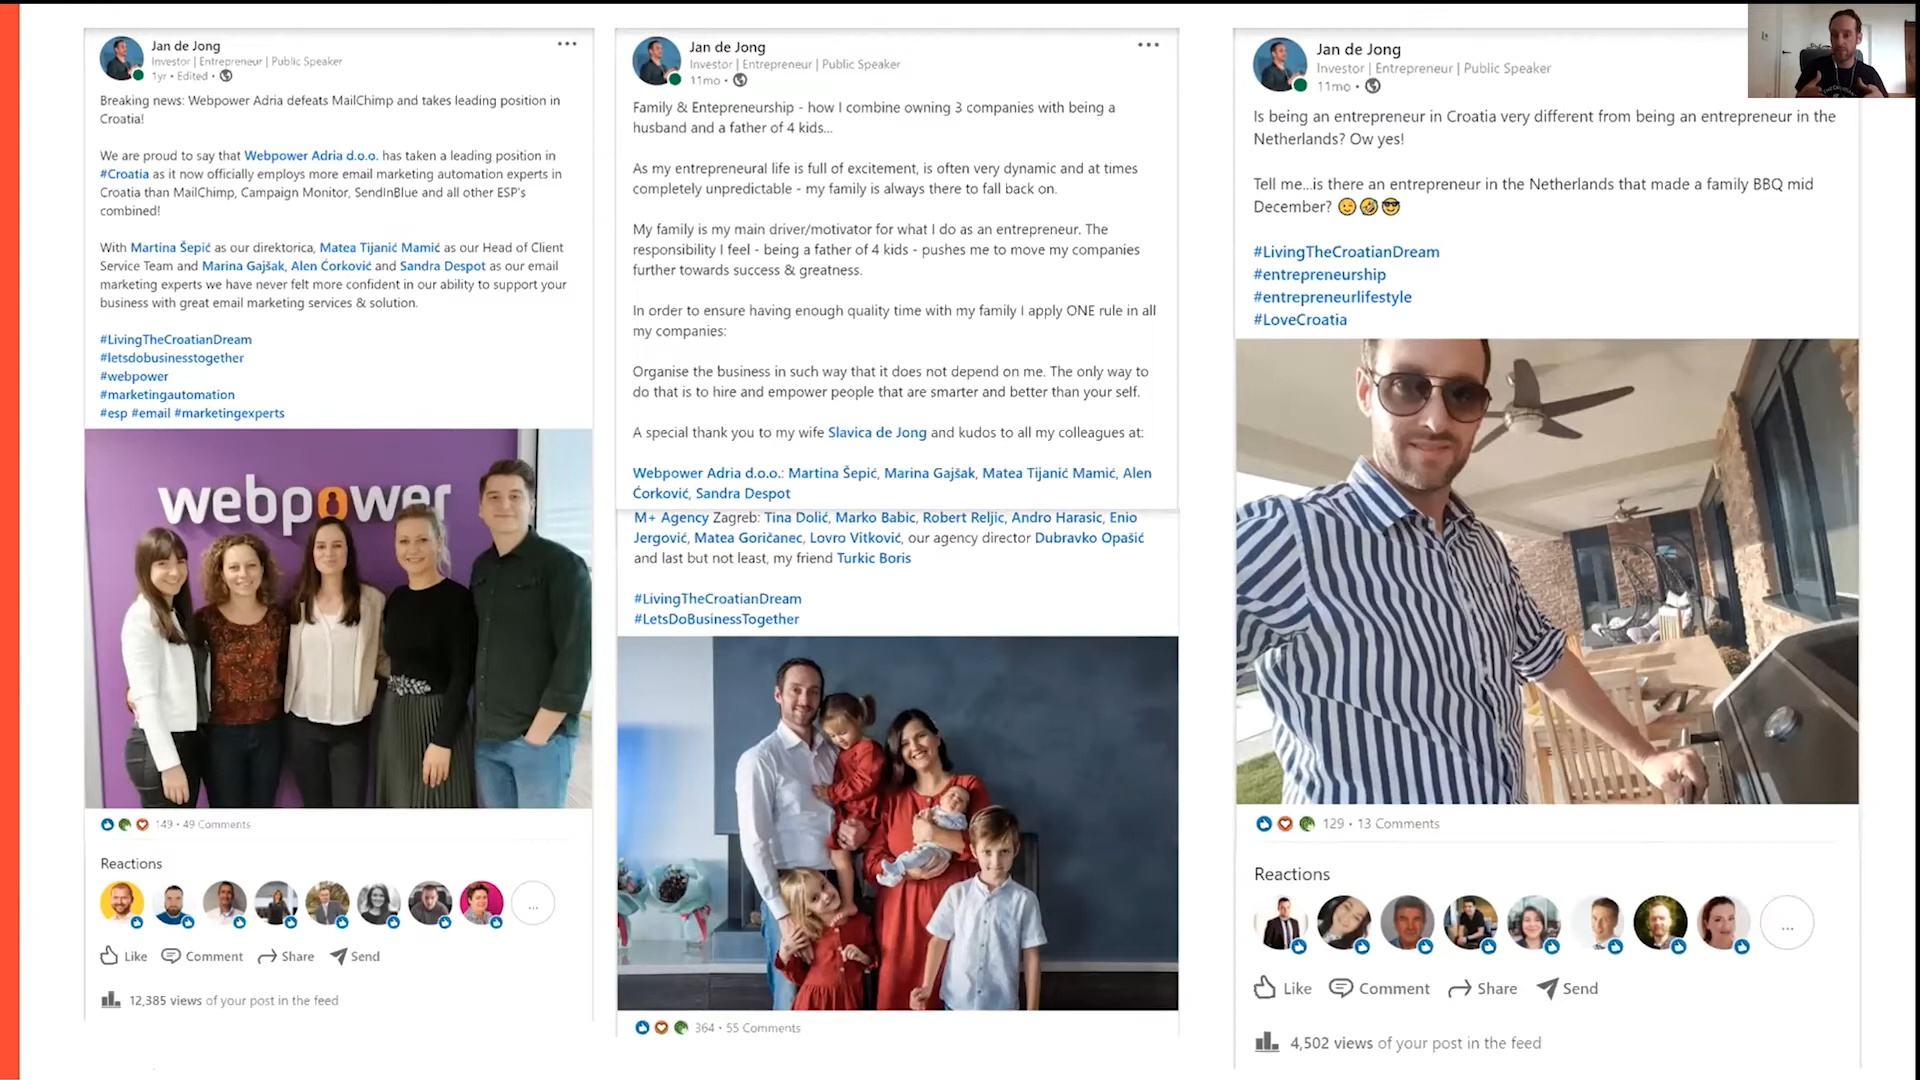 Jan de Jong
Investor | Entrepreneur | Public Speaker
1yr • Edited •
Breaking news: Webpower Adria defeats MailChimp and takes leading position in
Croatia!
We are proud to say that Webpower Adria d.o.o. has taken a leading position in
#Croatia as it now officially employs more email marketing automation experts in
Croatia than MailChimp, Campaign Monitor, SendInBlue and all other ESP's
combined!
With Martina Šepić as our direktorica, Matea Tijanić Mamić as our Head of Client
Service Team and Marina Gajšak, Alen Ćorković and Sandra Despot as our email
marketing experts we have never felt more confident in our ability to support your
business with great email marketing services & solution.
#LivingTheCroatianDream
#letsdobusinesstogether
#webpower
#marketingautomation
#esp #email #marketingexperts
webpower
149 • 49 Comments
Reactions
...
Like Comment Share Send
12,385 views of your post in the feed
Jan de Jong
Investor | Entrepreneur | Public Speaker
11mo •
Family & Entepreneurship - how I combine owning 3 companies with being a
husband and a father of 4 kids...
As my entrepreneural life is full of excitement, is often very dynamic and at times
completely unpredictable - my family is always there to fall back on.
My family is my main driver/motivator for what I do as an entrepreneur. The
responsibility I feel - being a father of 4 kids - pushes me to move my companies
further towards success & greatness.
In order to ensure having enough quality time with my family I apply ONE rule in all
my companies:
Organise the business in such way that it does not depend on me. The only way to
do that is to hire and empower people that are smarter and better than your self.
A special thank you to my wife Slavica de Jong and kudos to all my colleagues at:
Webpower Adria d.o.o.: Martina Šepić, Marina Gajšak, Matea Tijanić Mamić, Alen
Ćorković, Sandra Despot
M+ Agency Zagreb: Tina Dolić, Marko Babic, Robert Reljic, Andro Harasic, Enio
Jergović, Matea Goričanec, Lovro Vitković, our agency director Dubravko Opašić
and last but not least, my friend Turkic Boris
#LivingTheCroatianDream
#LetsDoBusinessTogether
364 • 55 Comments
Jan de Jong
Investor | Entrepreneur | Public Speaker
11mo •
Is being an entrepreneur in Croatia very different from being an entrepreneur in the
Netherlands? Ow yes!
Tell me...is there an entrepreneur in the Netherlands that made a family BBQ mid
December? 😉🤣😎
#LivingTheCroatianDream
#entrepreneurship
#entrepreneurlifestyle
#LoveCroatia
129 • 13 Comments
Reactions
...
Like Comment Share Send
4,502 views of your post in the feed